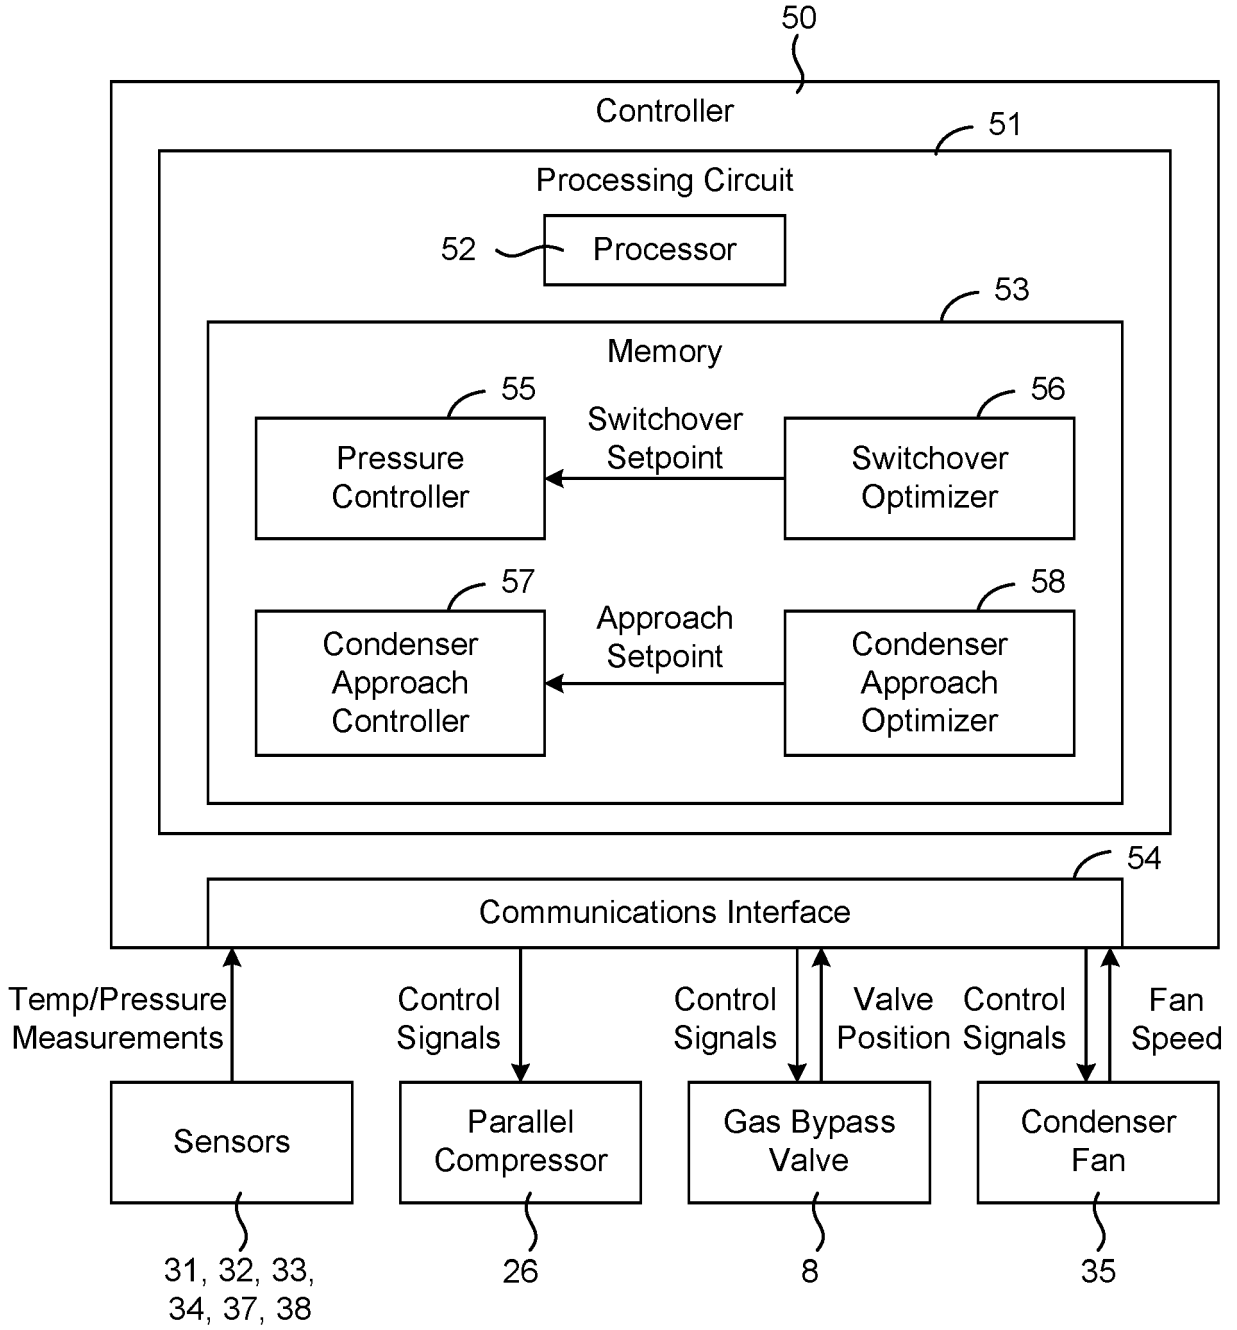 50
Controller
51
Processing Circuit
52
Processor
53
Memory
55
Switchover
Setpoint
56
Pressure
Controller
Switchover
Optimizer
57
Approach
Setpoint
58
Condenser
Approach
Controller
Condenser
Approach
Optimizer
54
Communications Interface
Temp/Pressure
Measurements
Control
Signals
Control
Signals
Valve
Position
Control
Signals
Fan
Speed
Sensors
Parallel
Compressor
Gas Bypass
Valve
Condenser
Fan
31, 32, 33,
34, 37, 38
26
8
35